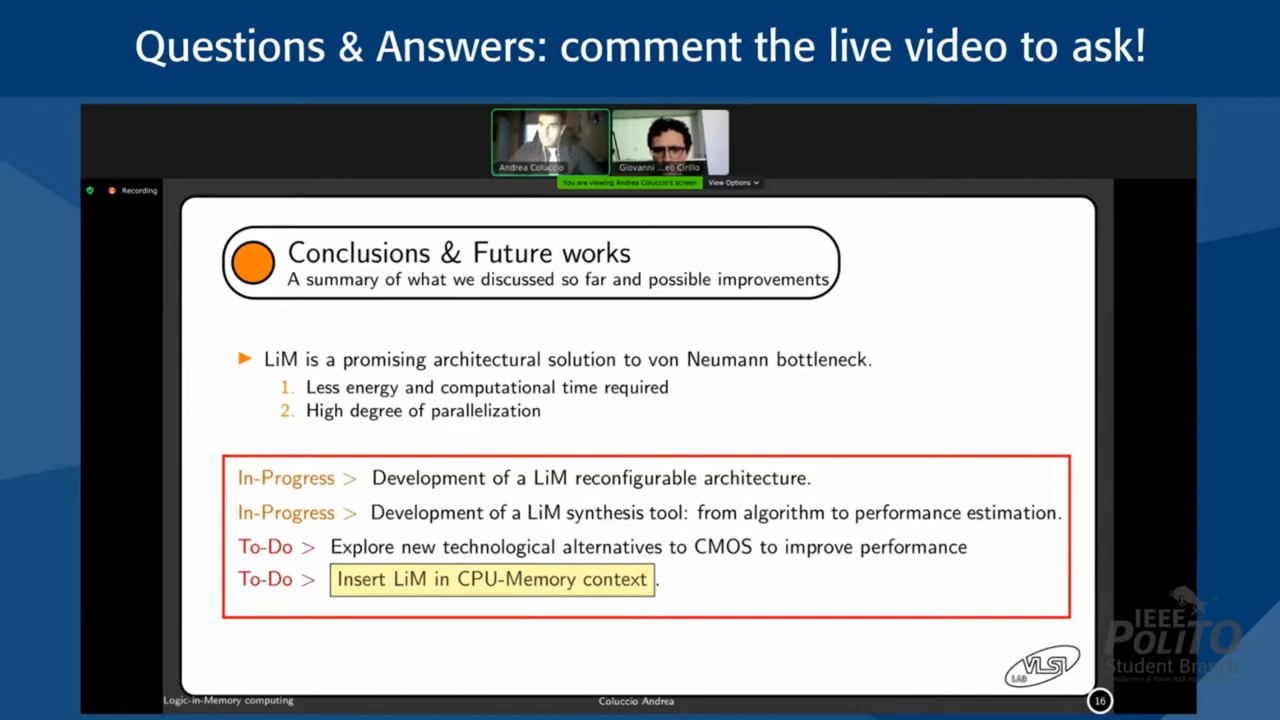 Questions & Answers: comment the live video to ask!
Andrea Coluccio
Giovanni ...eo Cirillo
You are viewing Andrea Coluccio's screen
View Options
Recording
Conclusions & Future works
A summary of what we discussed so far and possible improvements
LiM is a promising architectural solution to von Neumann bottleneck.
1. Less energy and computational time required
2. High degree of parallelization
In-Progress > Development of a LiM reconfigurable architecture.
In-Progress > Development of a LiM synthesis tool: from algorithm to performance estimation.
To-Do > Explore new technological alternatives to CMOS to improve performance
To-Do > Insert LiM in CPU-Memory context.
VLSI
LAB
IEEE
POLITO
Student Branch
Logic-in-Memory computing
Coluccio Andrea
16